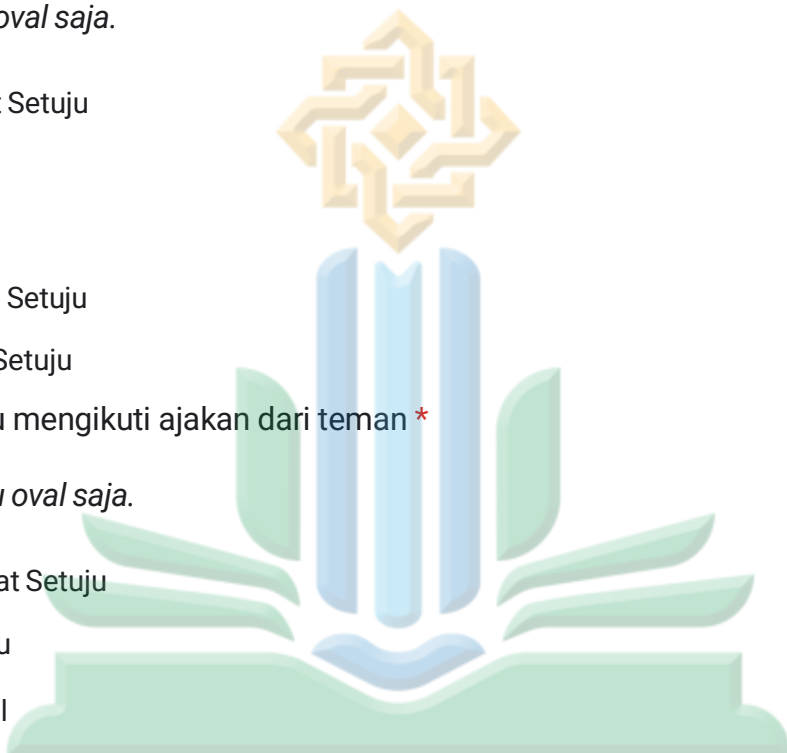 oval saja.
t Setuju
Setuju
Setuju
u mengikuti ajakan dari teman *
u oval saja.
at Setuju
u
l